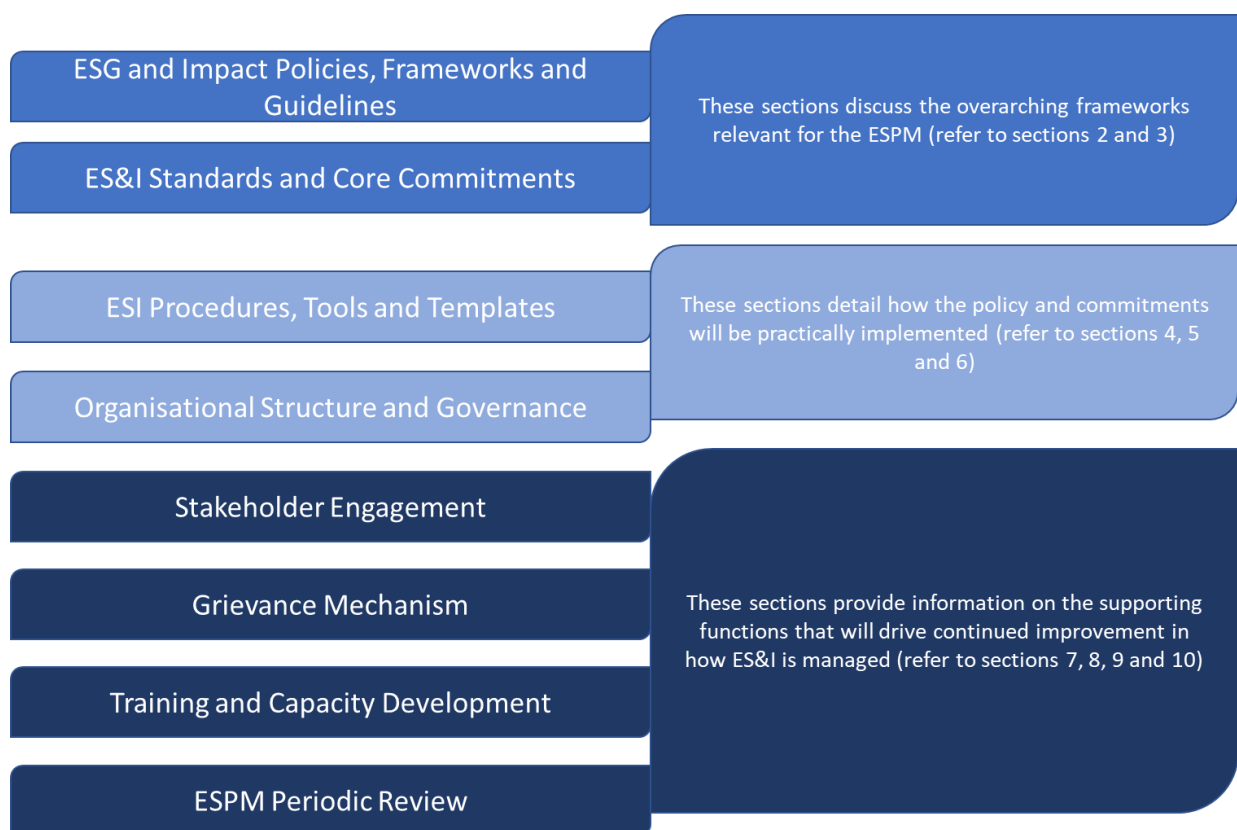 ESG and Impact Policies, Frameworks and
Guidelines
ES&I Standards and Core Commitments
These sections discuss the overarching frameworks
relevant for the ESPM (refer to sections 2 and 3)
ESI Procedures, Tools and Templates
Organisational Structure and Governance
These sections detail how the policy and commitments
will be practically implemented (refer to sections 4, 5
and 6)
Stakeholder Engagement
Grievance Mechanism
Training and Capacity Development
ESPM Periodic Review
These sections provide information on the supporting
functions that will drive continued improvement in
how ES&I is managed (refer to sections 7, 8, 9 and 10)